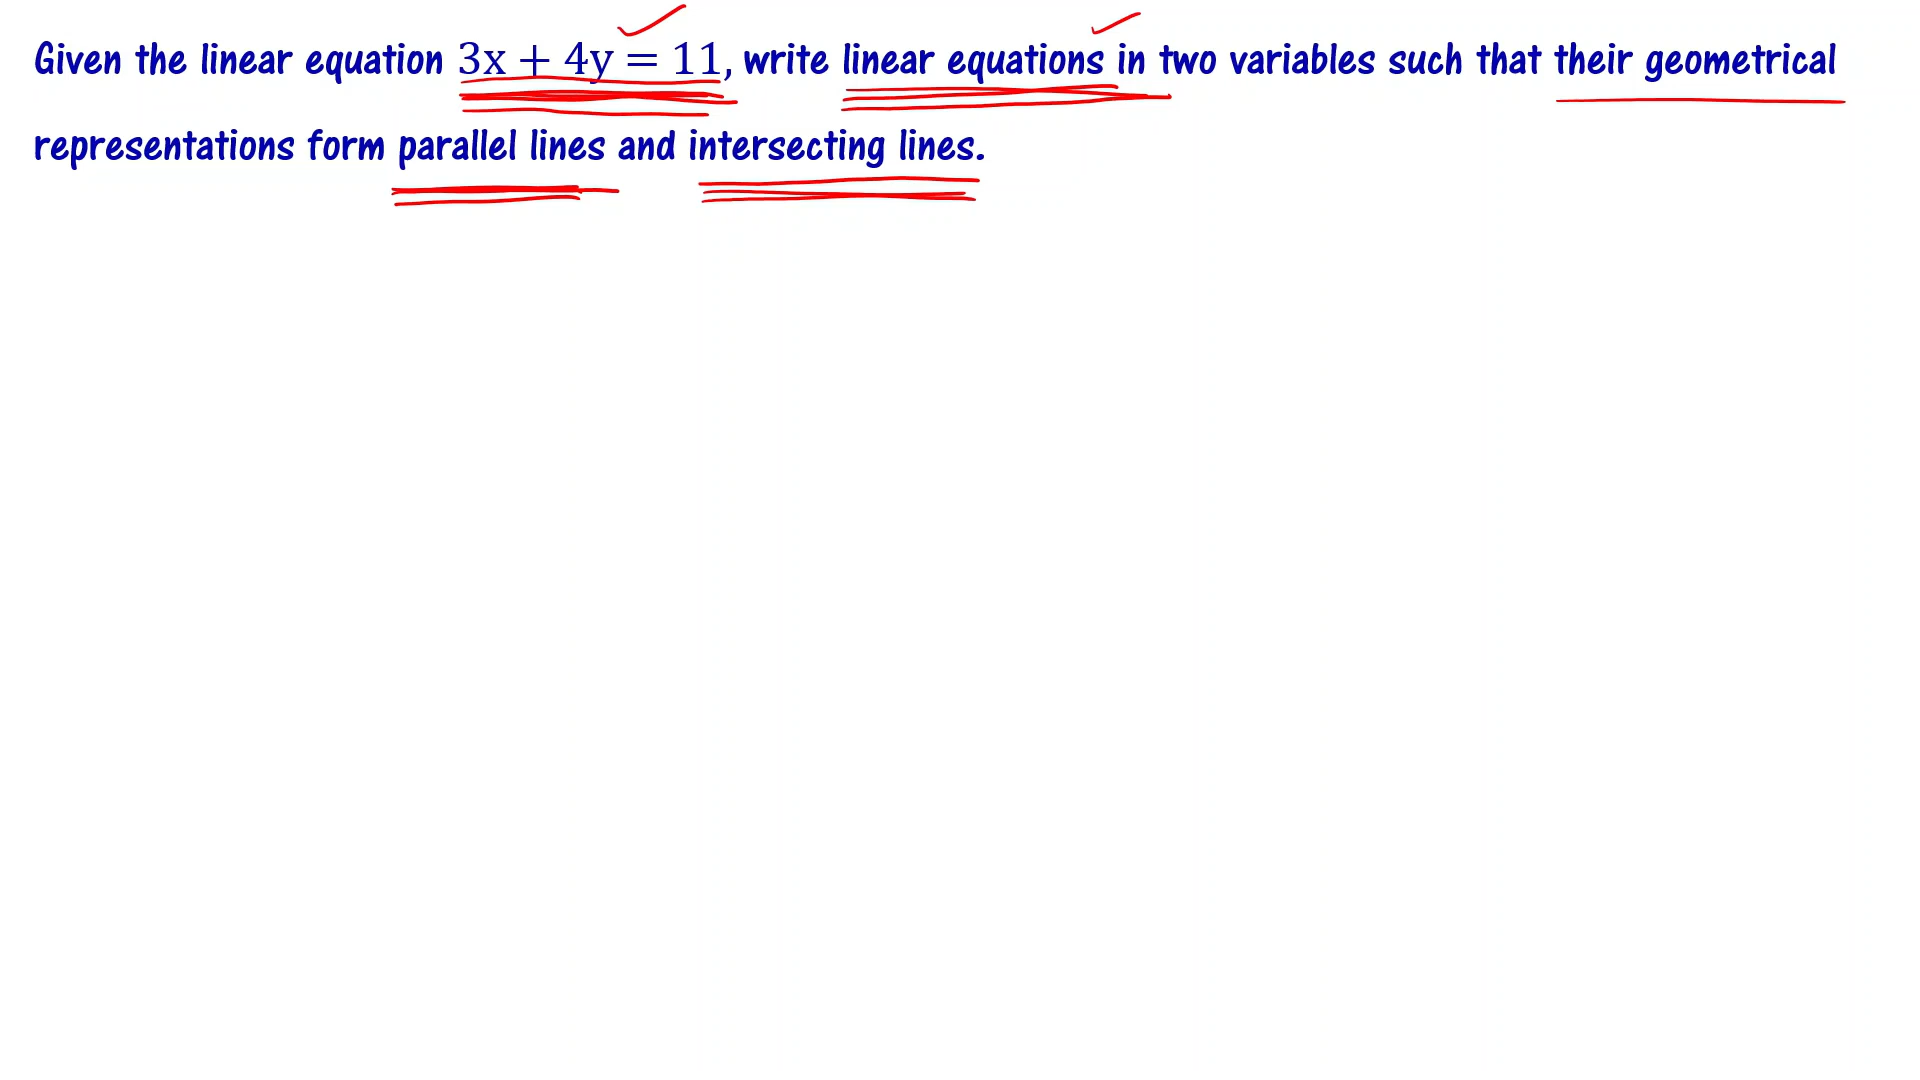 Given the linear equation 3x + 4y = 11, write linear equations in two variables such that their geometrical
representations form parallel lines and intersecting lines.